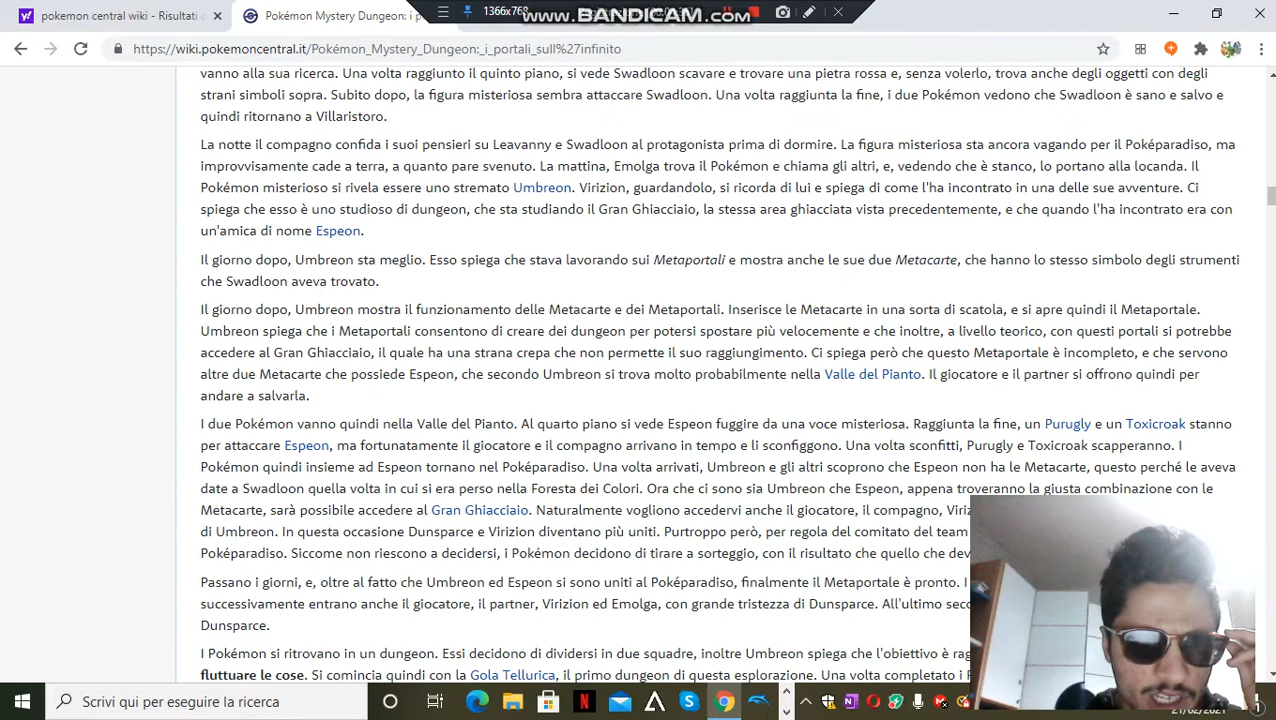 pokemon central wiki - Risultati
Pokémon Mystery Dungeon: i p
1366x768
www.BANDICAM.com
https://wiki.pokemoncentral.it/Pokémon_Mystery_Dungeon:_i_portali_sull%27infinito
vanno alla sua ricerca. Una volta raggiunto il quinto piano, si vede Swadloon scavare e trovare una pietra rossa e, senza volerlo, trova anche degli oggetti con degli
strani simboli sopra. Subito dopo, la figura misteriosa sembra attaccare Swadloon. Una volta raggiunta la fine, i due Pokémon vedono che Swadloon è sano e salvo e
quindi ritornano a Villaristoro.
La notte il compagno confida i suoi pensieri su Leavanny e Swadloon al protagonista prima di dormire. La figura misteriosa sta ancora vagando per il Poképaradiso, ma
improvvisamente cade a terra, a quanto pare svenuto. La mattina, Emolga trova il Pokémon e chiama gli altri, e, vedendo che è stanco, lo portano alla locanda. Il
Pokémon misterioso si rivela essere uno stremato Umbreon. Virizion, guardandolo, si ricorda di lui e spiega di come l'ha incontrato in una delle sue avventure. Ci
spiega che esso è uno studioso di dungeon, che sta studiando il Gran Ghiacciaio, la stessa area ghiacciata vista precedentemente, e che quando l'ha incontrato era con
un'amica di nome Espeon.
Il giorno dopo, Umbreon sta meglio. Esso spiega che stava lavorando sui Metaportali e mostra anche le sue due Metacarte, che hanno lo stesso simbolo degli strumenti
che Swadloon aveva trovato.
Il giorno dopo, Umbreon mostra il funzionamento delle Metacarte e dei Metaportali. Inserisce le Metacarte in una sorta di scatola, e si apre quindi il Metaportale.
Umbreon spiega che i Metaportali consentono di creare dei dungeon per potersi spostare più velocemente e che inoltre, a livello teorico, con questi portali si potrebbe
accedere al Gran Ghiacciaio, il quale ha una strana crepa che non permette il suo raggiungimento. Ci spiega però che questo Metaportale è incompleto, e che servono
altre due Metacarte che possiede Espeon, che secondo Umbreon si trova molto probabilmente nella Valle del Pianto. Il giocatore e il partner si offrono quindi per
andare a salvarla.
I due Pokémon vanno quindi nella Valle del Pianto. Al quarto piano si vede Espeon fuggire da una voce misteriosa. Raggiunta la fine, un Purugly e un Toxicroak stanno
per attaccare Espeon, ma fortunatamente il giocatore e il compagno arrivano in tempo e li sconfiggono. Una volta sconfitti, Purugly e Toxicroak scapperanno. I
Pokémon quindi insieme ad Espeon tornano nel Poképaradiso. Una volta arrivati, Umbreon e gli altri scoprono che Espeon non ha le Metacarte, questo perché le aveva
date a Swadloon quella volta in cui si era perso nella Foresta dei Colori. Ora che ci sono sia Umbreon che Espeon, appena troveranno la giusta combinazione con le
Metacarte, sarà possibile accedere al Gran Ghiacciaio. Naturalmente vogliono accedervi anche il giocatore, il compagno, Viriz
di Umbreon. In questa occasione Dunsparce e Virizion diventano più uniti. Purtroppo però, per regola del comitato del team
Poképaradiso. Siccome non riescono a decidersi, i Pokémon decidono di tirare a sorteggio, con il risultato che quello che dev
Passano i giorni, e, oltre al fatto che Umbreon ed Espeon si sono uniti al Poképaradiso, finalmente il Metaportale è pronto. I
successivamente entrano anche il giocatore, il partner, Virizion ed Emolga, con grande tristezza di Dunsparce. All'ultimo seco
Dunsparce.
I Pokémon si ritrovano in un dungeon. Essi decidono di dividersi in due squadre, inoltre Umbreon spiega che l'obiettivo è rag
fluttuare le cose. Si comincia quindi con la Gola Tellurica, il primo dungeon di questa esplorazione. Una volta completato i P
Scrivi qui per eseguire la ricerca
21/02/2021